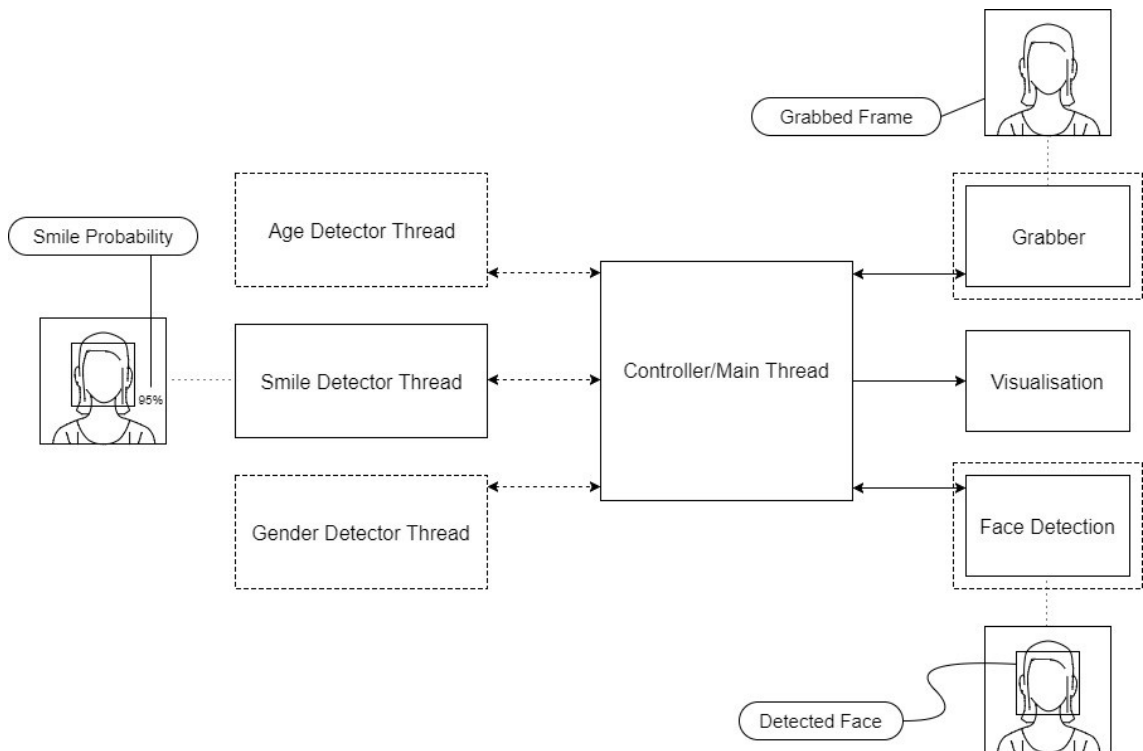 Grabbed Frame
Age Detector Thread
Smile Probability
Grabber
Controller/Main Thread
Smile Detector Thread
Visualisation
95%
Gender Detector Thread
Face Detection
Detected Face